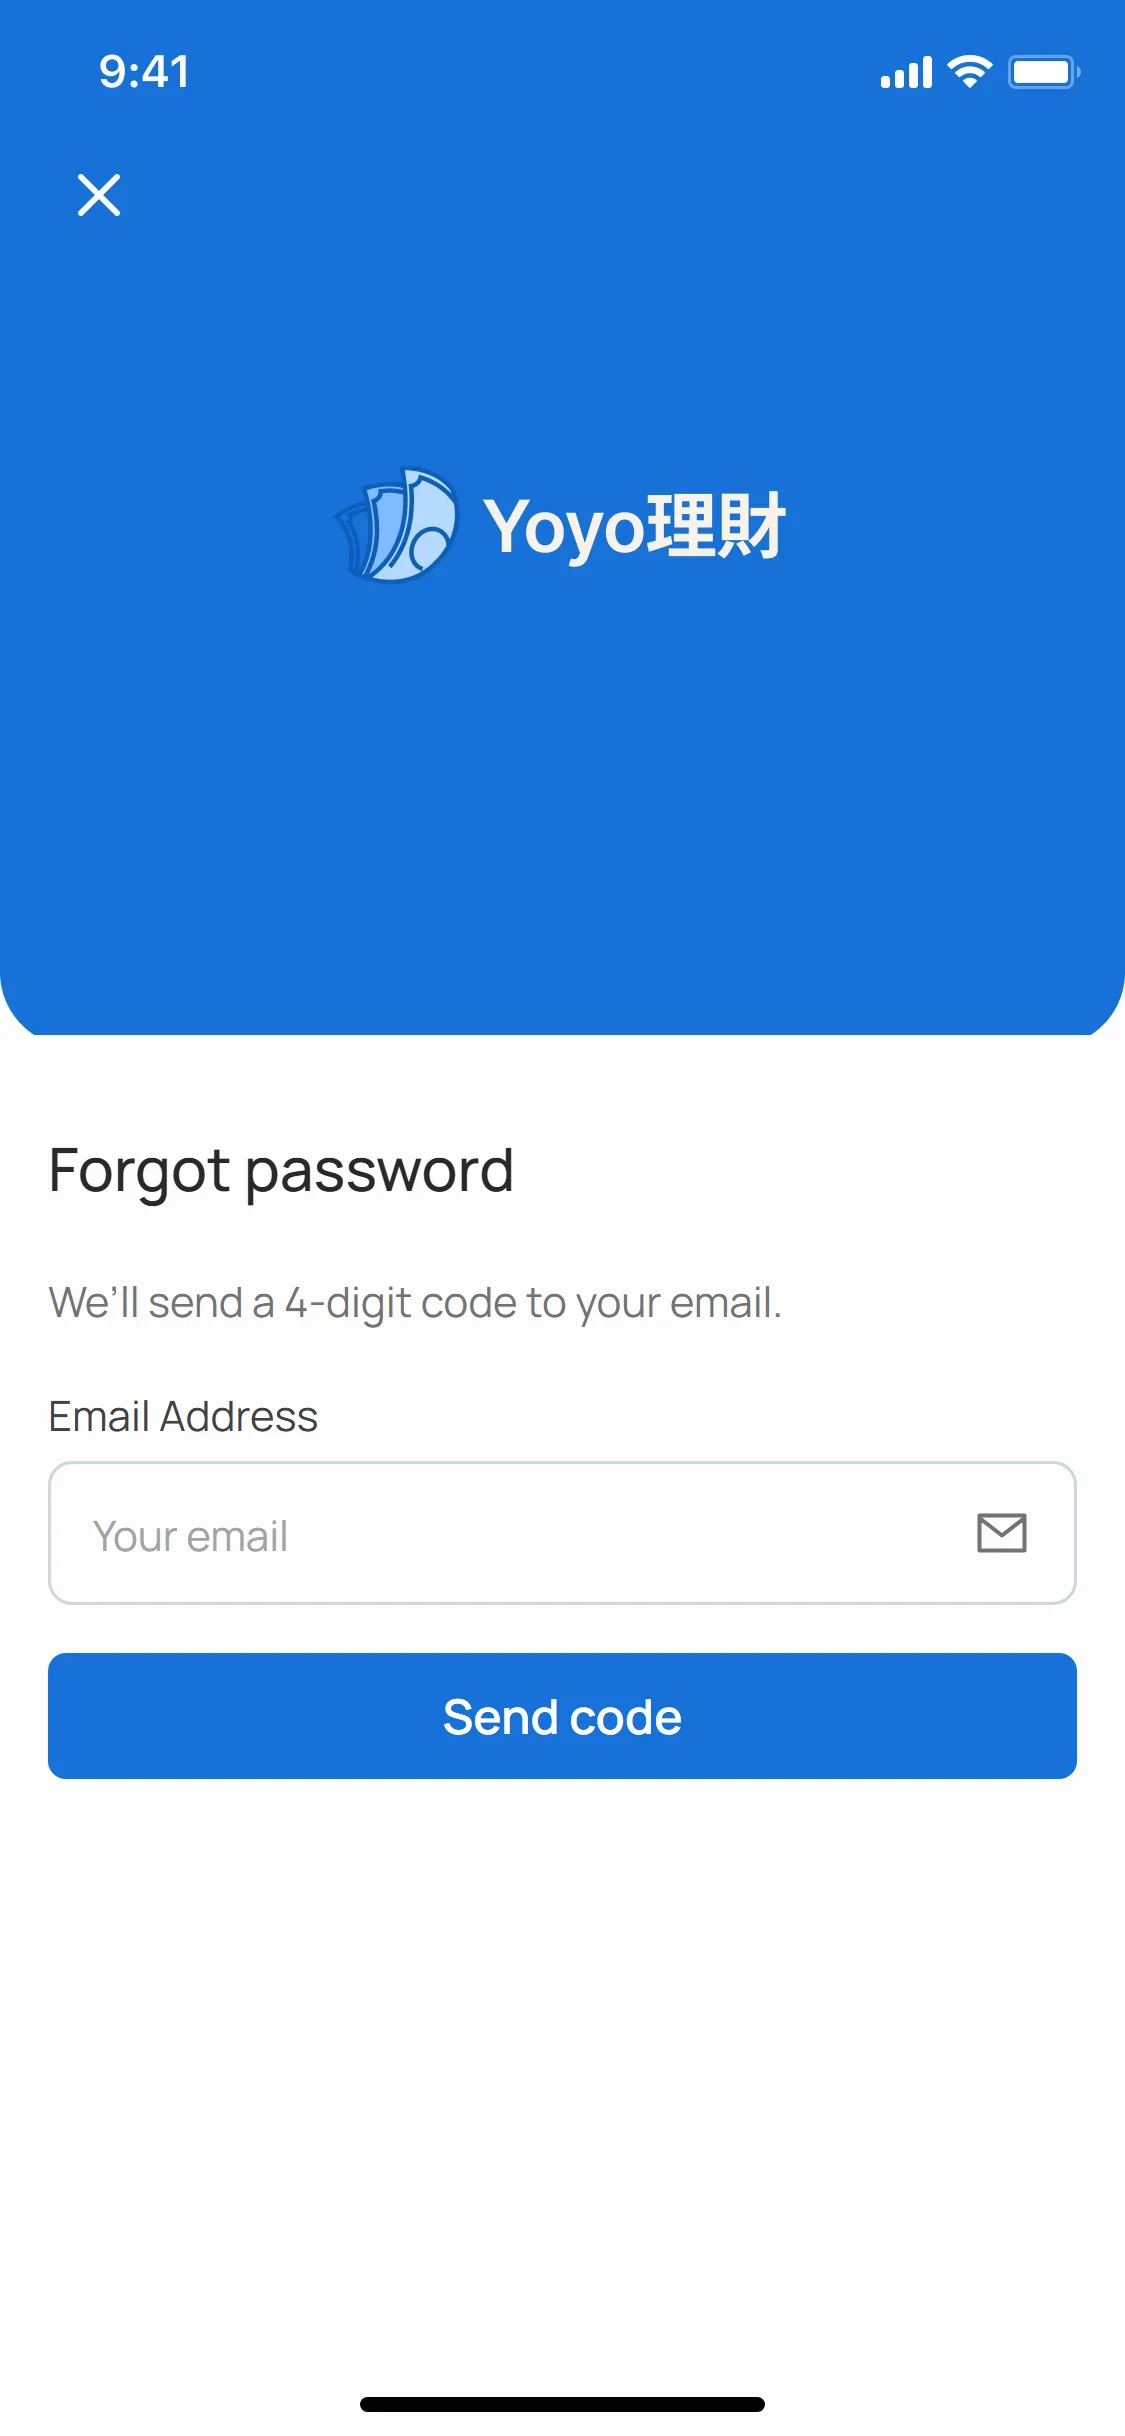 9:41
Yoyo理財
Forgot password
We’ll send a 4-digit code to your email.
Email Address
Your email
Send code